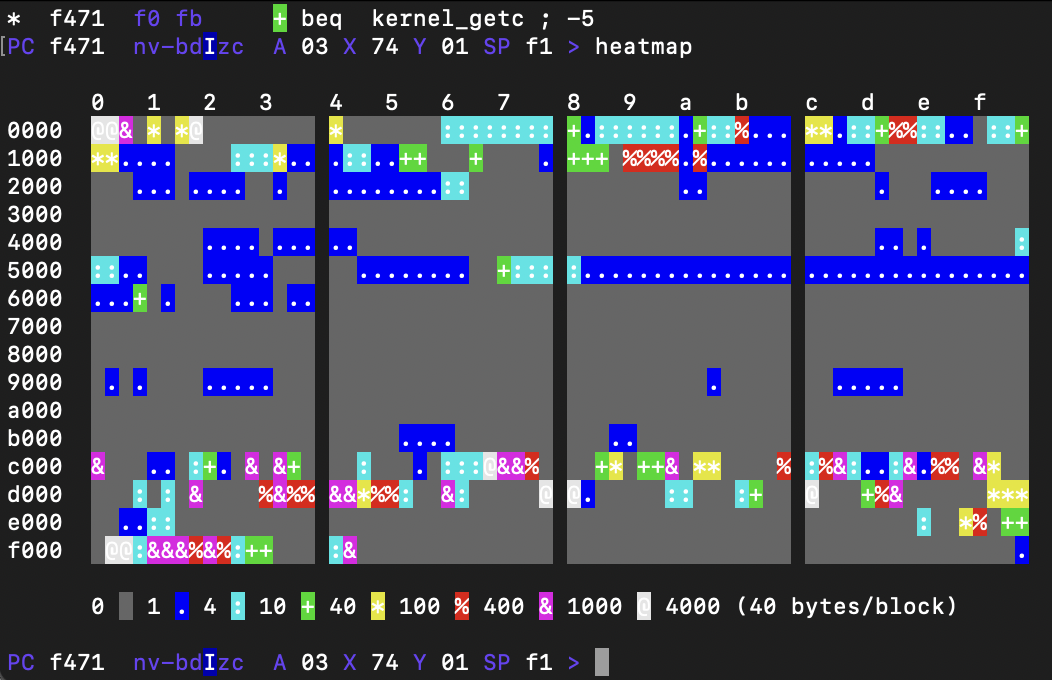 * f471 f0 fb + beq kernel_getc ; -5
[PC f471 nv-bdIzc A 03 X 74 Y 01 SP f1 > heatmap
0 1 2 3 4 5 6 7 8 9 a b c d e f
0000 @@& * *@ * :::::::: +.::::::.+::%... **.::+%%::.. ::+
1000 **.... :::*.. .::..++ + . +++ %%%%.%...... .....
2000 ... .... . ........:: .. . ....
3000
4000 .... ... .. .. . :
5000 ::.. ..... ........ +::: :............... ................
6000 ...+ . ... ..
7000
8000
9000 . . ..... . .....
a000
b000 .... ..
c000 & .. :+. & &+ : . :::@&&% +* ++& ** % :%&:..:&.%% &*
d000 : : & %&%% &&*%%: &: @ @. :: :+ @ +%& ***
e000 ..:: : *% ++
f000 @@:&&&%&%:++ :& .
0 1 . 4 : 10 + 40 * 100 % 400 & 1000 @ 4000 (40 bytes/block)
PC f471 nv-bdIzc A 03 X 74 Y 01 SP f1 >